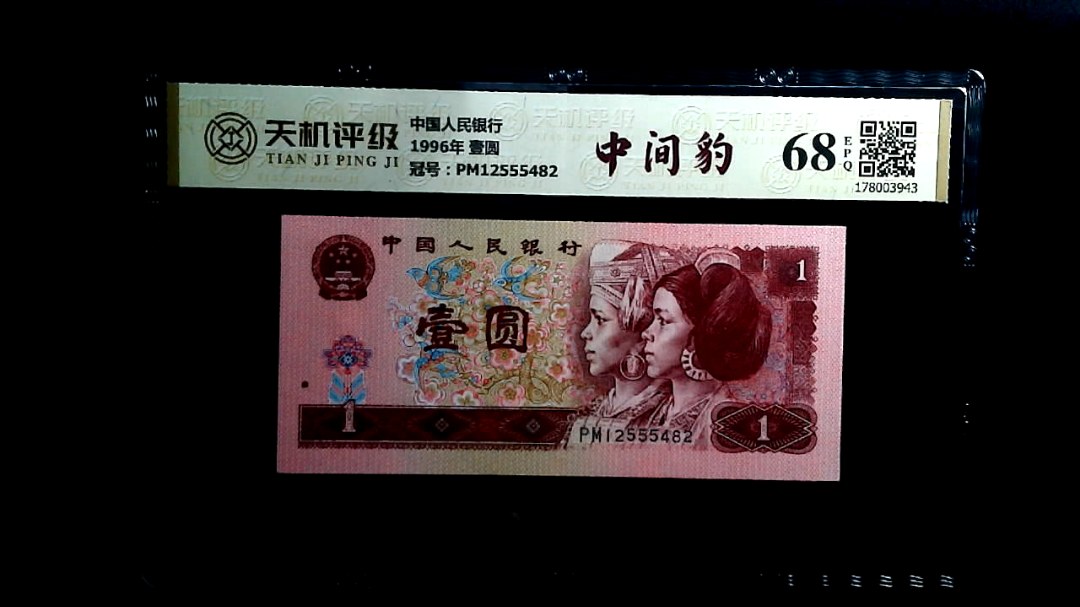 天机评级
TIAN JI PING JI
中国人民银行
1996年 壹圆
冠号：PM12555482
中间豹
68
EPQ
178003943
中国人民银行
1
壹圆
1
PM12555482
1